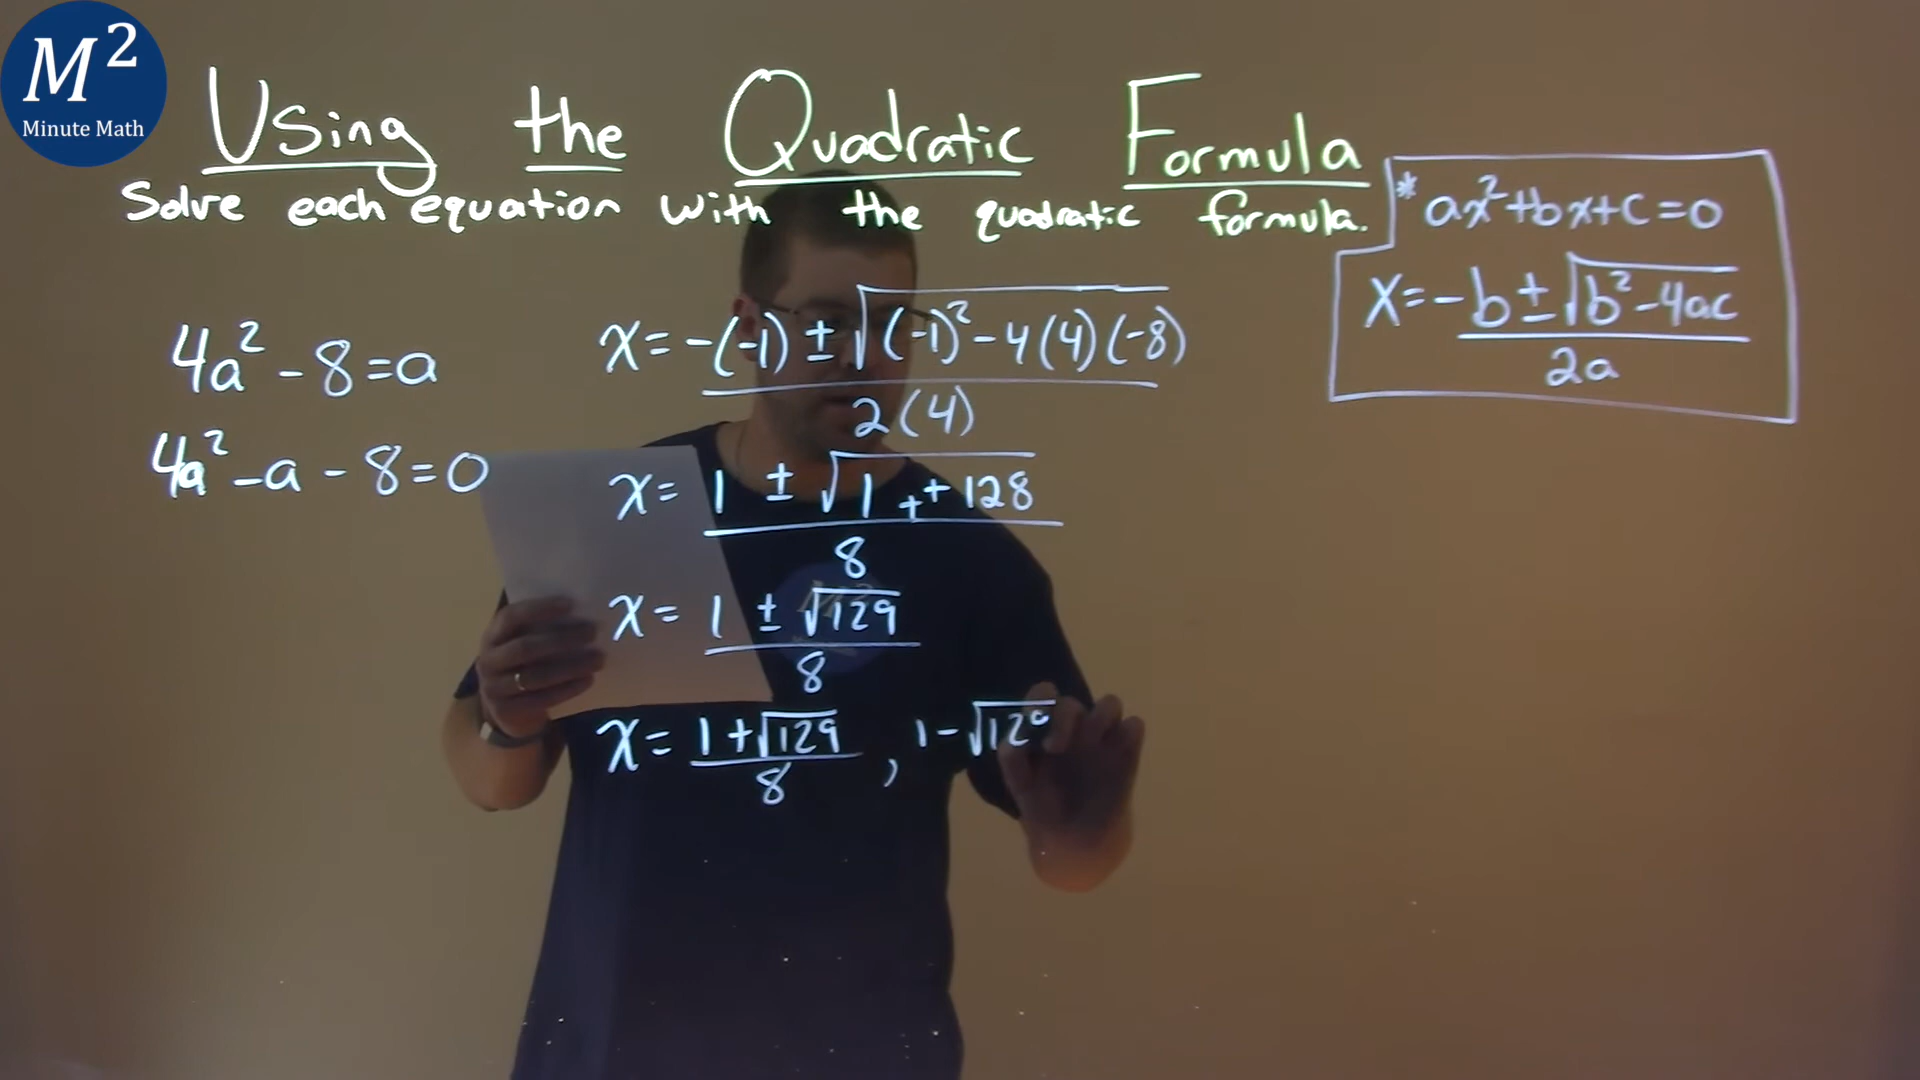 M²
Minute Math
Using the Quadratic Formula
Solve each equation with the quadratic formula.
* ax²+bx+c=0
x = -b ± √b²-4ac
2a
4a² - 8 = a
4a² - a - 8 = 0
x = -(-1) ± √(-1)² - 4(4)(-8)
2(4)
x = 1 ± √1 + + 128
8
x = 1 ± √129
8
x = 1 + √129 , 1 - √129
8